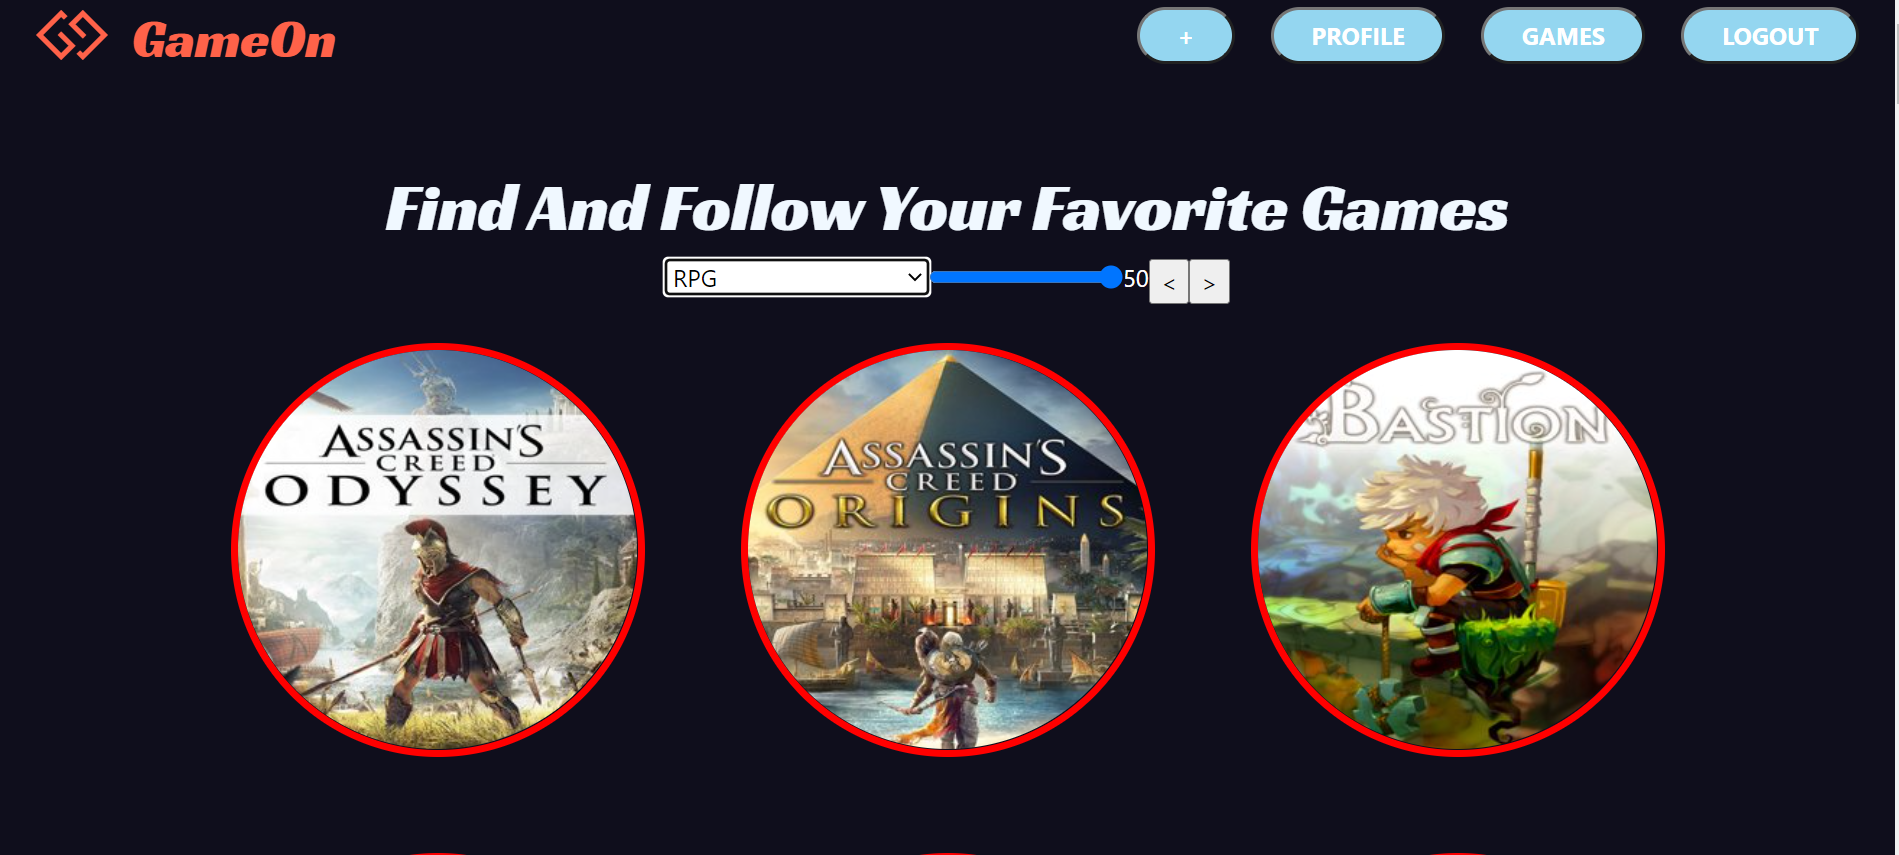 GameOn
+ PROFILE GAMES LOGOUT
Find And Follow Your Favorite Games
RPG 50 < >
ASSASSIN'S
CREED
ODYSSEY
ASSASSIN'S
CREED
ORIGINS
BASTION